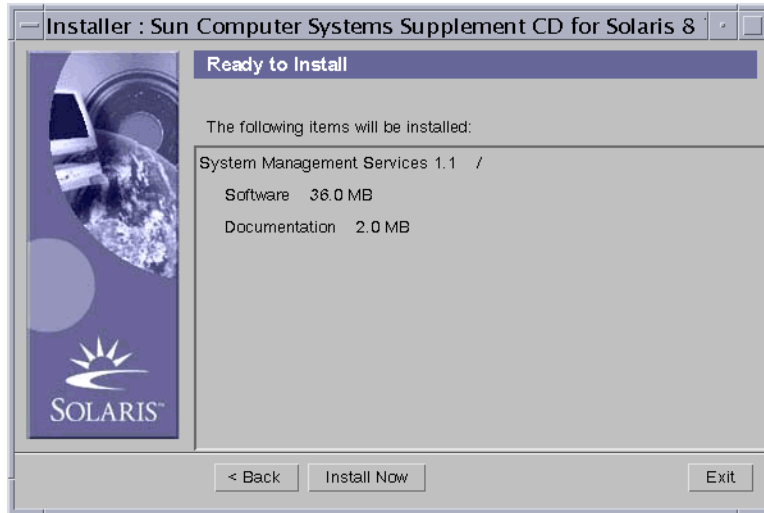 Installer : Sun Computer Systems Supplement CD for Solaris 8
Ready to Install
The following items will be installed:
System Management Services 1.1 /
Software 36.0 MB
Documentation 2.0 MB
SOLARIS™
< Back Install Now Exit